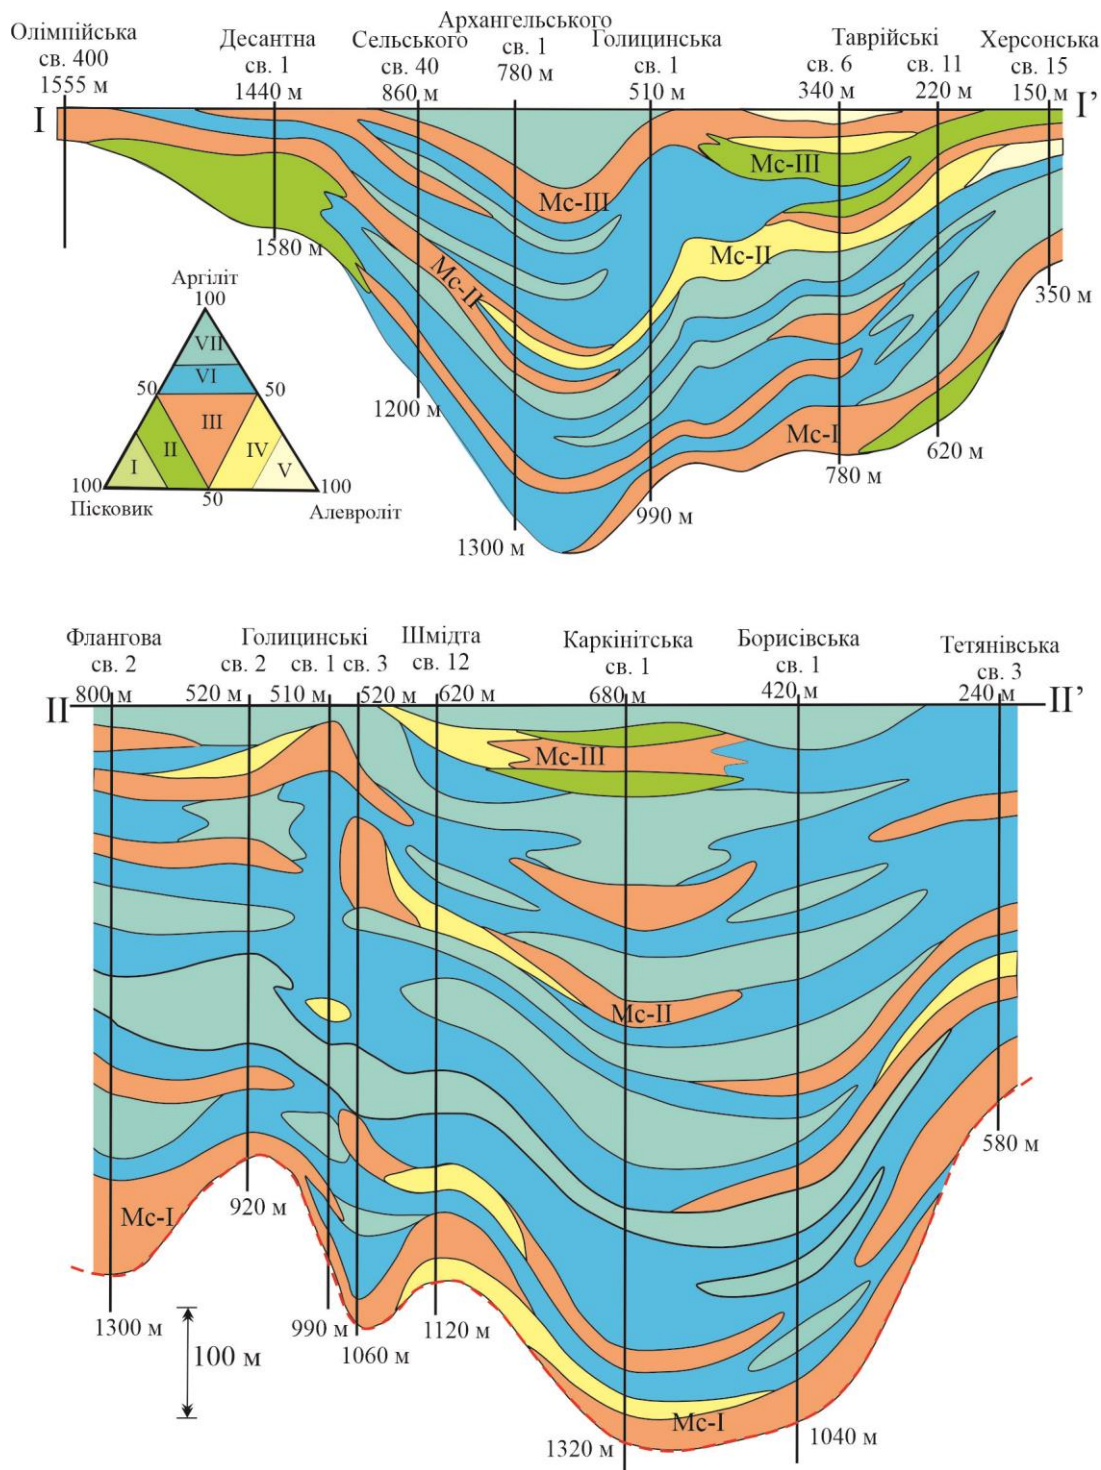 Олімпійська
св. 400
1555 м
Десантна
св. 1
1440 м
Сельського
св. 40
860 м
Архангельського
св. 1
780 м
Голицинська
св. 1
510 м
Таврійські
св. 6
340 м
св. 11
220 м
Херсонська
св. 15
150 м
I
I’
Мс-III
Мс-III
Мс-II
Мс-II
Мс-I
1580 м
1200 м
1300 м
990 м
780 м
620 м
350 м
Аргіліт
100
VII
VI
50
50
III
II
IV
I
V
100
50
100
Пісковик
Алевроліт
Флангова
св. 2
800 м
Голицинські
св. 2
520 м
св. 1
510 м
св. 3
520 м
Шмідта
св. 12
620 м
Каркінітська
св. 1
680 м
Борисівська
св. 1
420 м
Тетянівська
св. 3
240 м
II
II’
Мс-III
Мс-II
Мс-I
Мс-I
1300 м
920 м
990 м
1060 м
1120 м
1320 м
1040 м
580 м
100 м